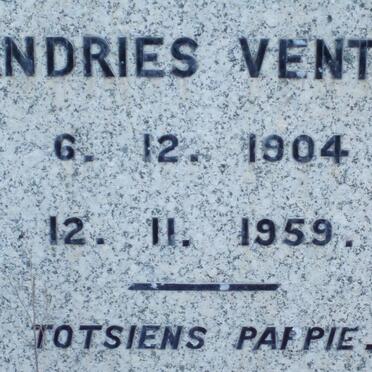 NDRIES VENT
6. 12. 1904
12. 11. 1959.
TOTSIENS PAPPIE.